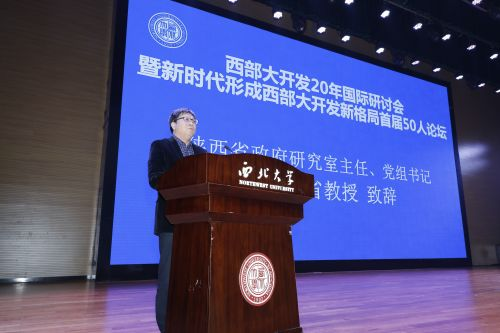 西部大开发20年国际研讨会
暨新时代形成西部大开发新格局首届50人论坛
陕西省政府研究室主任、党组书记
省教授 致辞
西北大学
NORTHWEST UNIVERSITY